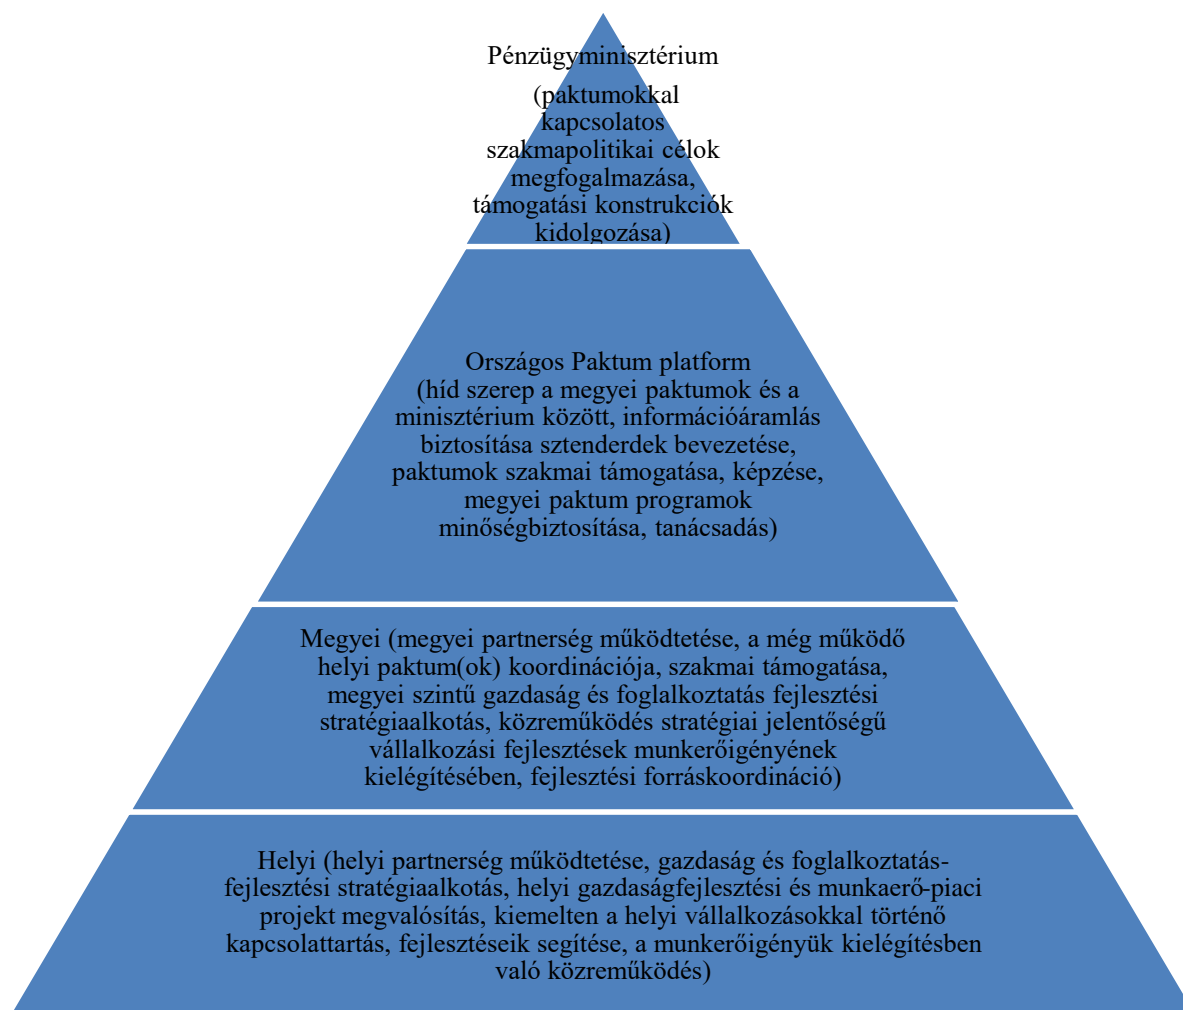 Pénzügyminisztérium
(paktumokkal
kapcsolatos
szakmapolitikai célok
megfogalmazása,
támogatási konstrukciók
kidolgozása)
Országos Paktum platform
(híd szerep a megyei paktumok és a
minisztérium között, információáramlás
biztosítása sztenderdek bevezetése,
paktumok szakmai támogatása, képzése,
megyei paktum programok
minőségbiztosítása, tanácsadás)
Megyei (megyei partnerség működtetése, a még működő
helyi paktum(ok) koordinációja, szakmai támogatása,
megyei szintű gazdaság és foglalkoztatás fejlesztési
stratégiaalkotás, közreműködés stratégiai jelentőségű
vállalkozási fejlesztések munkerőigényének
kielégítésében, fejlesztési forráskoordináció)
Helyi (helyi partnerség működtetése, gazdaság és foglalkoztatás-
fejlesztési stratégiaalkotás, helyi gazdaságfejlesztési és munkaerő-piaci
projekt megvalósítás, kiemelten a helyi vállalkozásokkal történő
kapcsolattartás, fejlesztéseik segítése, a munkerőigényük kielégítésben
való közreműködés)